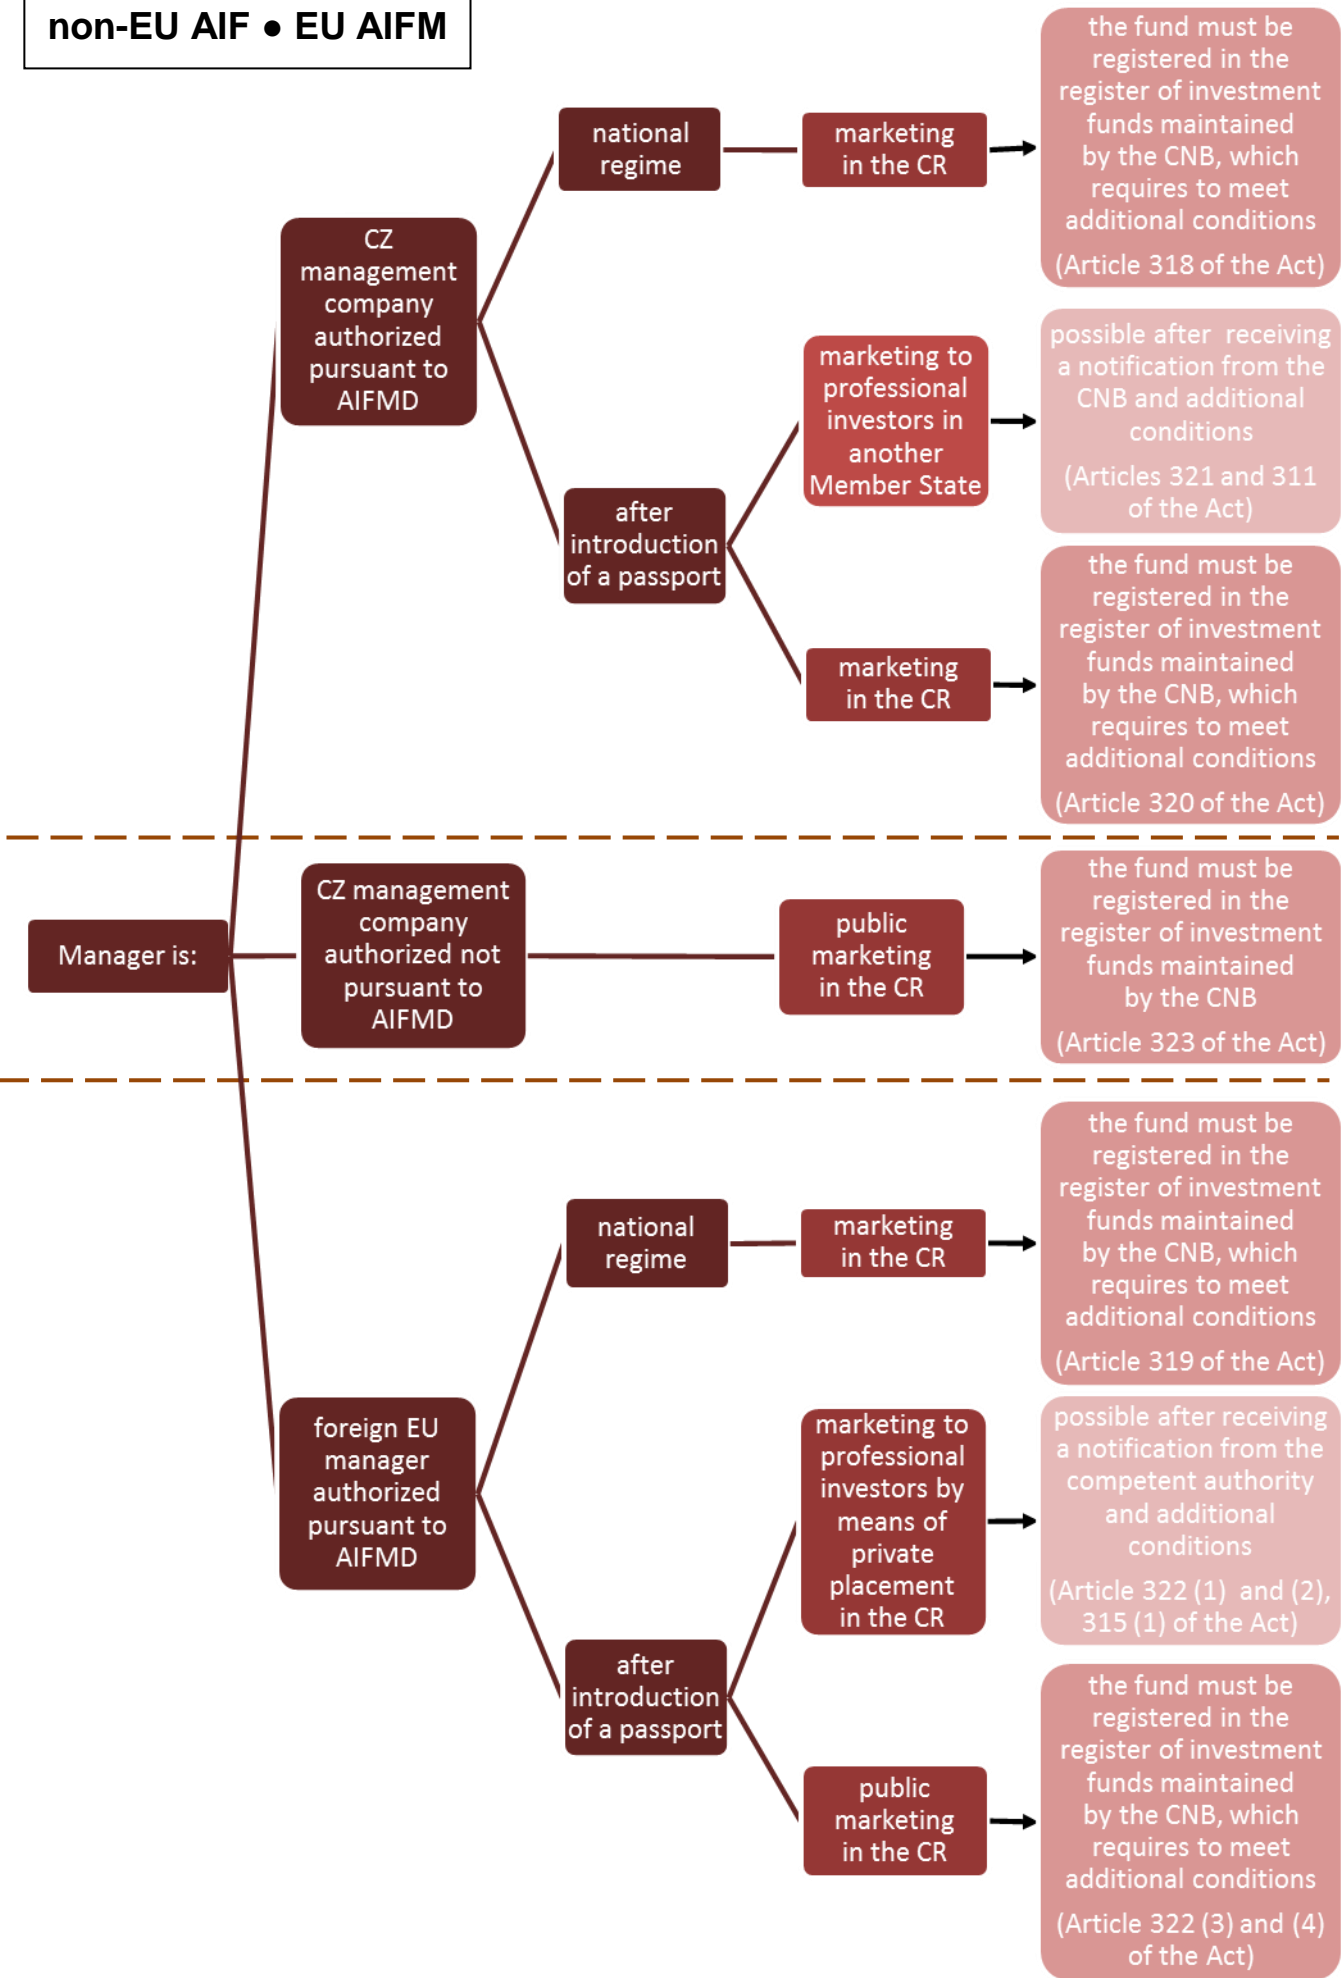 non-EU AIF ● EU AIFM
Manager is:
CZ
management
company
authorized
pursuant to
AIFMD
national
regime
marketing
in the CR
the fund must be
registered in the
register of investment
funds maintained
by the CNB, which
requires to meet
additional conditions
(Article 318 of the Act)
after
introduction
of a passport
marketing to
professional
investors in
another
Member State
possible after receiving
a notification from the
CNB and additional
conditions
(Articles 321 and 311
of the Act)
marketing
in the CR
the fund must be
registered in the
register of investment
funds maintained
by the CNB, which
requires to meet
additional conditions
(Article 320 of the Act)
CZ management
company
authorized not
pursuant to
AIFMD
public
marketing
in the CR
the fund must be
registered in the
register of investment
funds maintained
by the CNB
(Article 323 of the Act)
foreign EU
manager
authorized
pursuant to
AIFMD
national
regime
marketing
in the CR
the fund must be
registered in the
register of investment
funds maintained
by the CNB, which
requires to meet
additional conditions
(Article 319 of the Act)
after
introduction
of a passport
marketing to
professional
investors by
means of
private
placement
in the CR
possible after receiving
a notification from the
competent authority
and additional
conditions
(Article 322 (1) and (2),
315 (1) of the Act)
public
marketing
in the CR
the fund must be
registered in the
register of investment
funds maintained
by the CNB, which
requires to meet
additional conditions
(Article 322 (3) and (4)
of the Act)